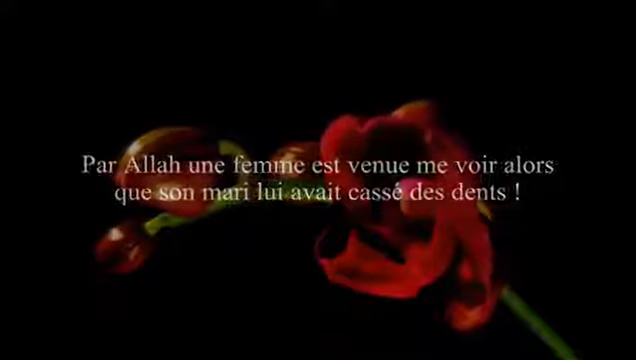 Par Allah une femme est venue me voir alors
que son mari lui avait cassé des dents !